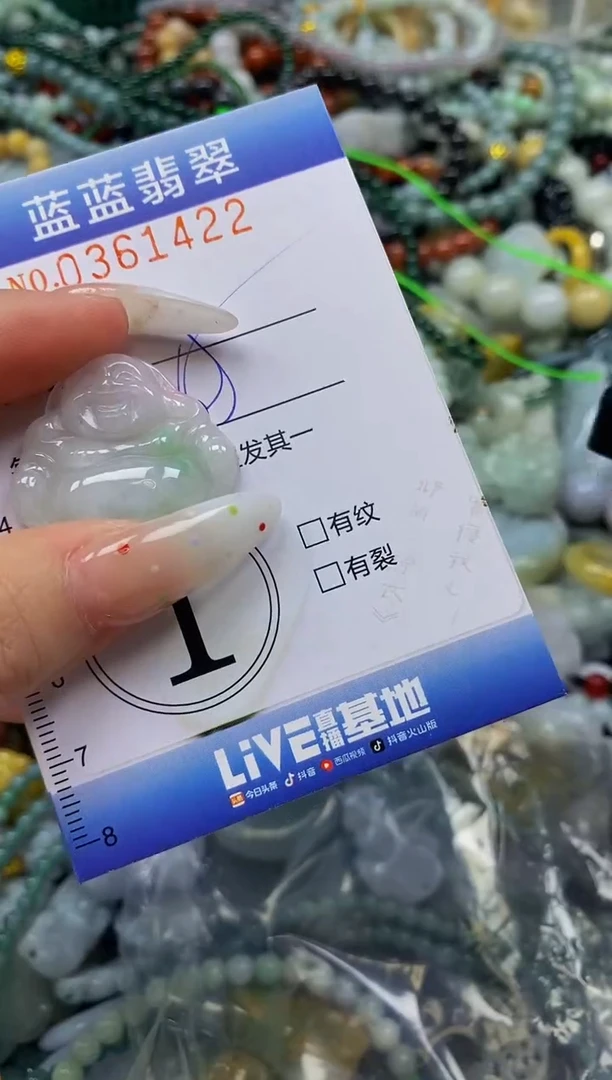 蓝蓝翡翠
NO.0361422
发其一
□有纹
□有裂
1
7
8
LiVE直播基地
今日头条 抖音 西瓜视频 抖音火山版